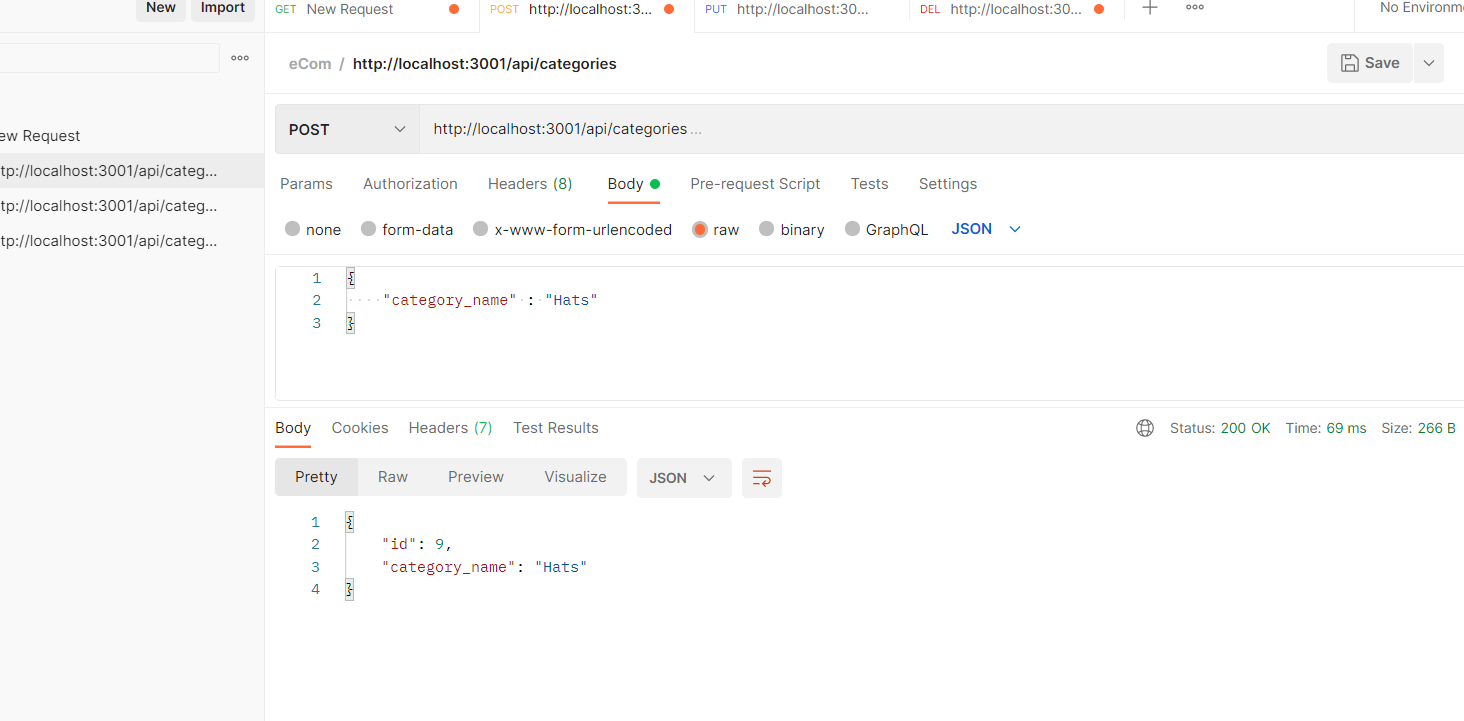 New Import
GET New Request POST http://localhost:3... PUT http://localhost:30... DEL http://localhost:30... No Environm
eCom / http://localhost:3001/api/categories Save
ew Request
tp://localhost:3001/api/categ...
tp://localhost:3001/api/categ...
tp://localhost:3001/api/categ...
POST http://localhost:3001/api/categories ...
Params Authorization Headers (8) Body Pre-request Script Tests Settings
none form-data x-www-form-urlencoded raw binary GraphQL JSON
1 {
2 "category_name" : "Hats"
3 }
Body Cookies Headers (7) Test Results Status: 200 OK Time: 69 ms Size: 266 B
Pretty Raw Preview Visualize JSON
1 {
2 "id": 9,
3 "category_name": "Hats"
4 }